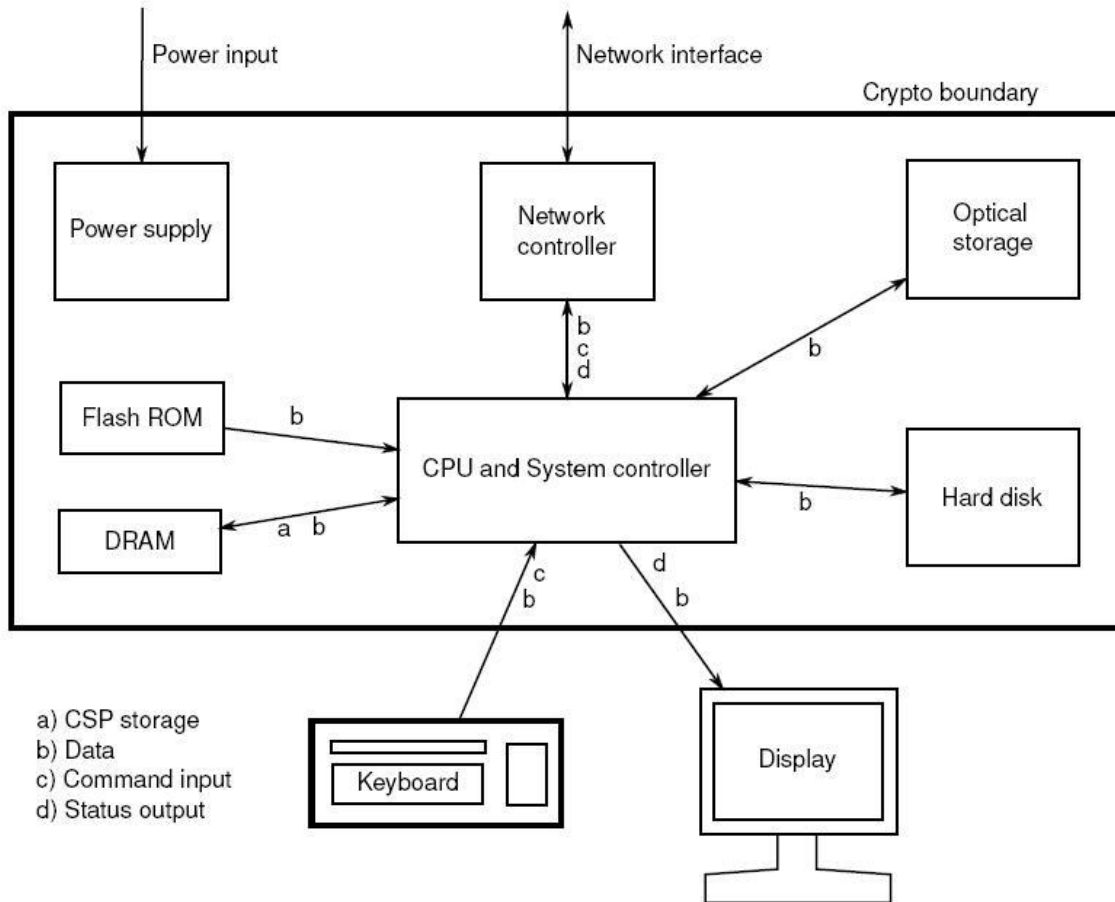 Power input
Network interface
Crypto boundary
Power supply
Network
controller
Optical
storage
b
c
d
b
Flash ROM
b
CPU and System controller
b
Hard disk
DRAM
a b
c
b
d
b
a) CSP storage
b) Data
c) Command input
d) Status output
Keyboard
Display